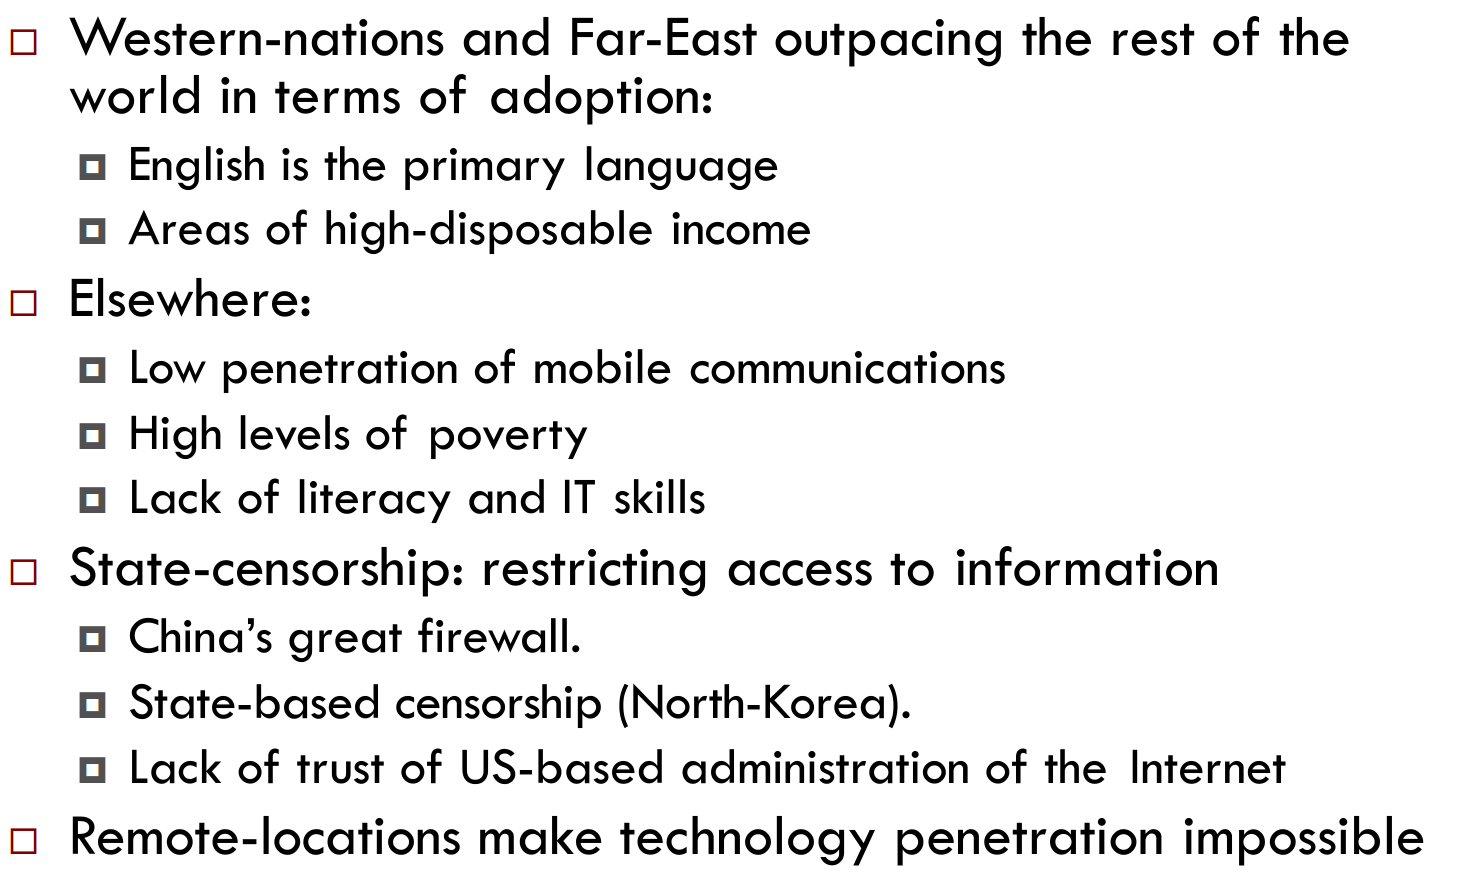 Western-nations and Far-East outpacing the rest of the
world in terms of adoption:
English is the primary language
Areas of high-disposable income
Elsewhere:
Low penetration of mobile communications
High levels of poverty
Lack of literacy and IT skills
State-censorship: restricting access to information
China’s great firewall.
State-based censorship (North-Korea).
Lack of trust of US-based administration of the Internet
Remote-locations make technology penetration impossible